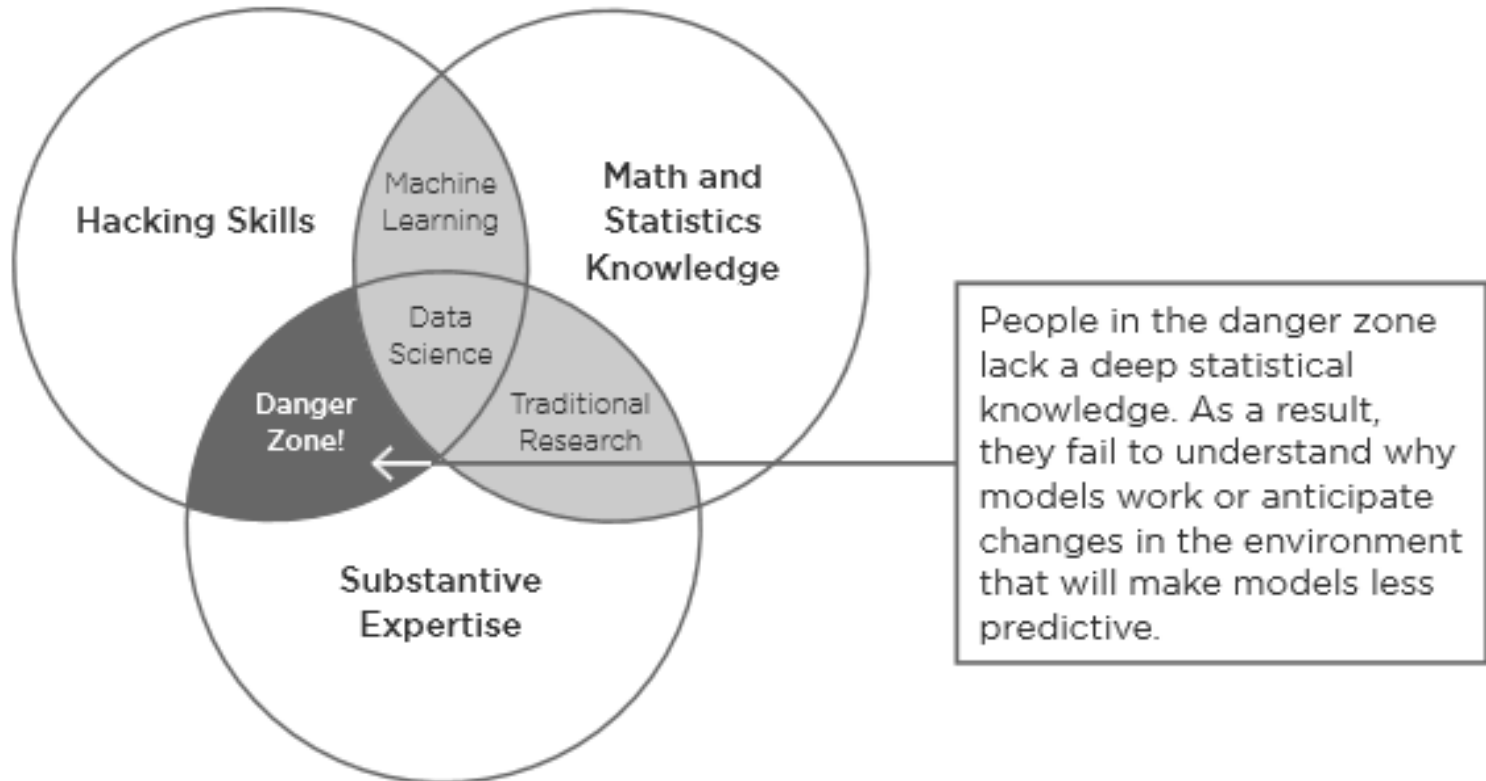 Machine
Learning
Math and
Statistics
Knowledge
Hacking Skills
Data
Science
Danger
Zone!
Traditional
Research
Substantive
Expertise
People in the danger zone
lack a deep statistical
knowledge. As a result,
they fail to understand why
models work or anticipate
changes in the environment
that will make models less
predictive.